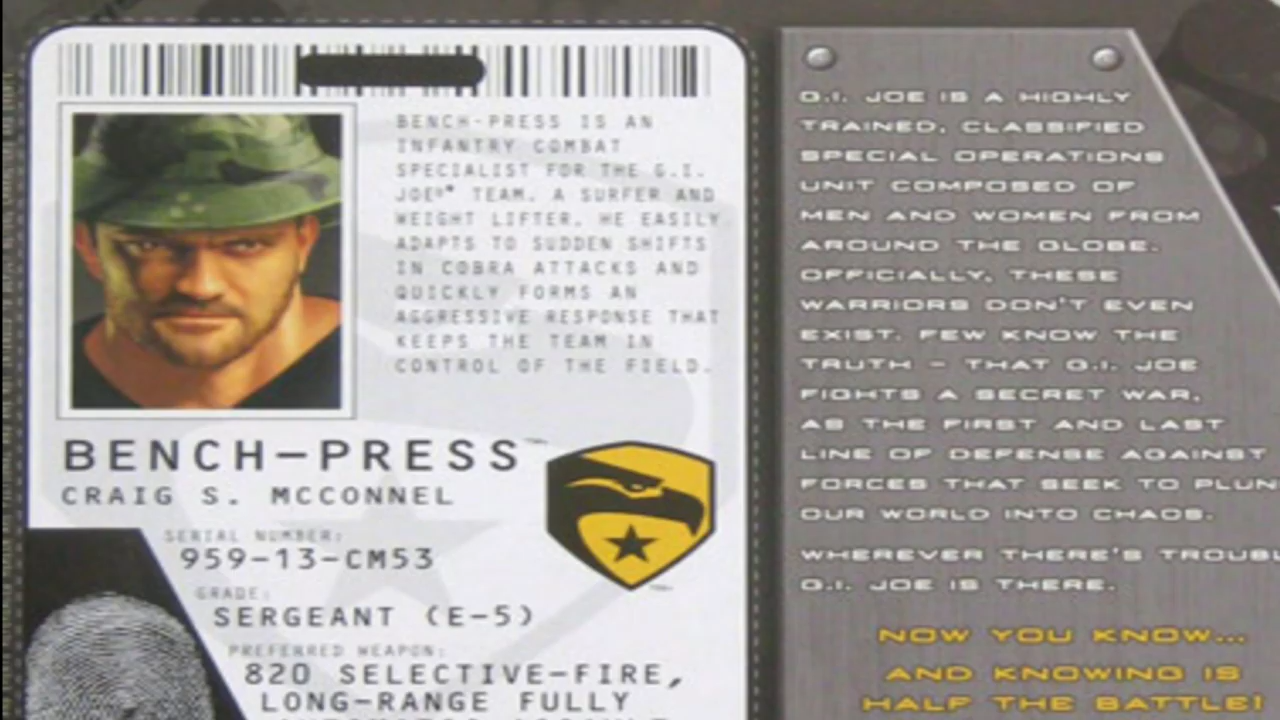 BENCH-PRESS IS AN
INFANTRY COMBAT
SPECIALIST FOR THE G.I.
JOE®™ TEAM. A SURFER AND
WEIGHT LIFTER, HE EASILY
ADAPTS TO SUDDEN SHIFTS
IN COBRA ATTACKS AND
QUICKLY FORMS AN
AGGRESSIVE RESPONSE THAT
KEEPS THE TEAM IN
CONTROL OF THE FIELD.
BENCH-PRESS™
CRAIG S. MCCONNEL
SERIAL NUMBER:
959-13-CM53
GRADE:
SERGEANT (E-5)
PREFERRED WEAPON:
820 SELECTIVE-FIRE,
LONG-RANGE FULLY
G.I. JOE IS A HIGHLY
TRAINED, CLASSIFIED
SPECIAL OPERATIONS
UNIT COMPOSED OF
MEN AND WOMEN FROM
AROUND THE GLOBE.
OFFICIALLY, THESE
WARRIORS DON'T EVEN
EXIST. FEW KNOW THE
TRUTH - THAT G.I. JOE
FIGHTS A SECRET WAR,
AS THE FIRST AND LAST
LINE OF DEFENSE AGAINST
FORCES THAT SEEK TO PLUN
OUR WORLD INTO CHAOS.
WHEREVER THERE'S TROUBL
G.I. JOE IS THERE.
NOW YOU KNOW...
AND KNOWING IS
HALF THE BATTLE!